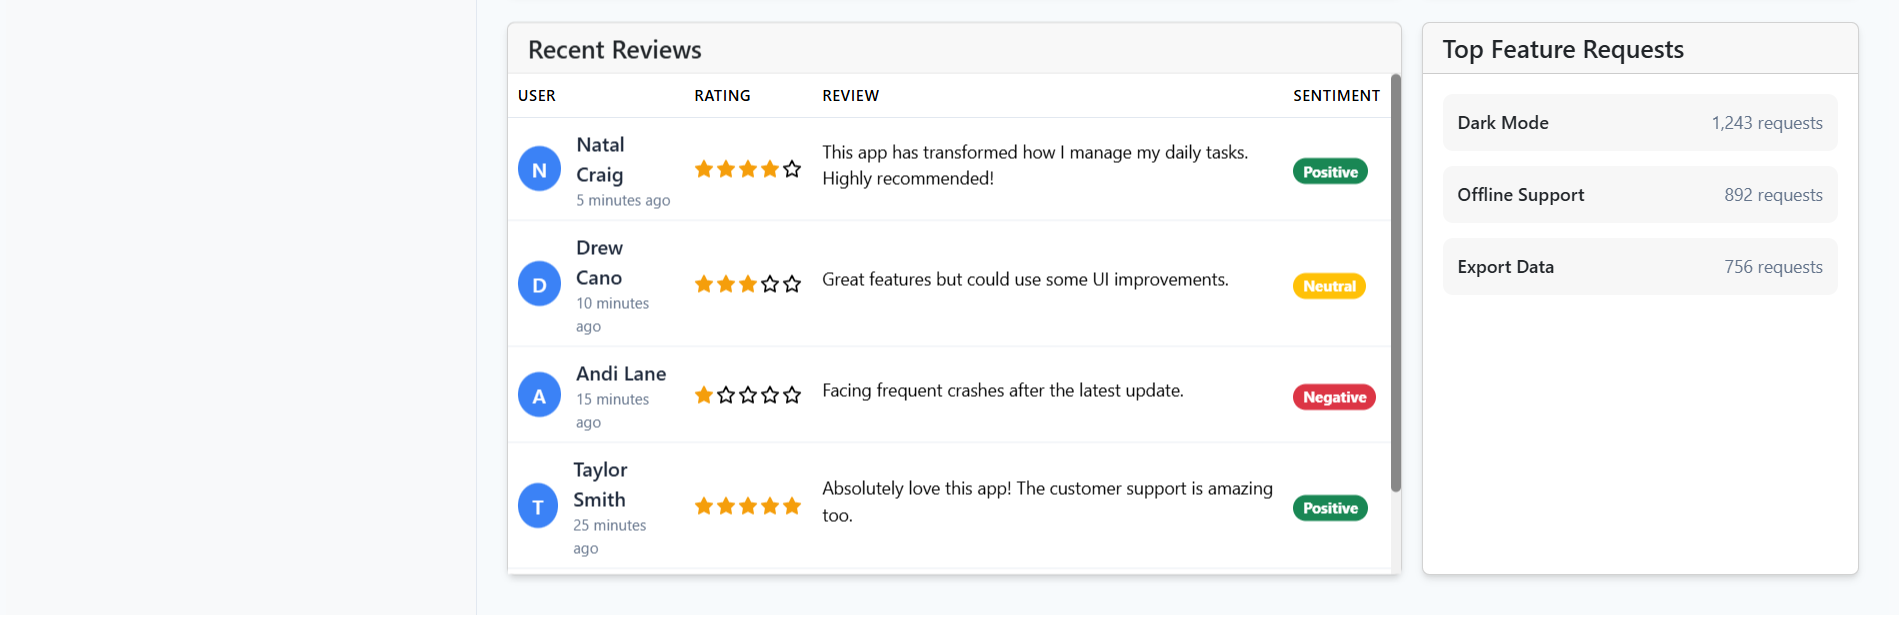 Recent Reviews
USER RATING REVIEW SENTIMENT
N
Natal
Craig
5 minutes ago
This app has transformed how I manage my daily tasks.
Highly recommended!
Positive
D
Drew
Cano
10 minutes
ago
Great features but could use some UI improvements.
Neutral
A
Andi Lane
15 minutes
ago
Facing frequent crashes after the latest update.
Negative
T
Taylor
Smith
25 minutes
ago
Absolutely love this app! The customer support is amazing
too.
Positive
Top Feature Requests
Dark Mode 1,243 requests
Offline Support 892 requests
Export Data 756 requests